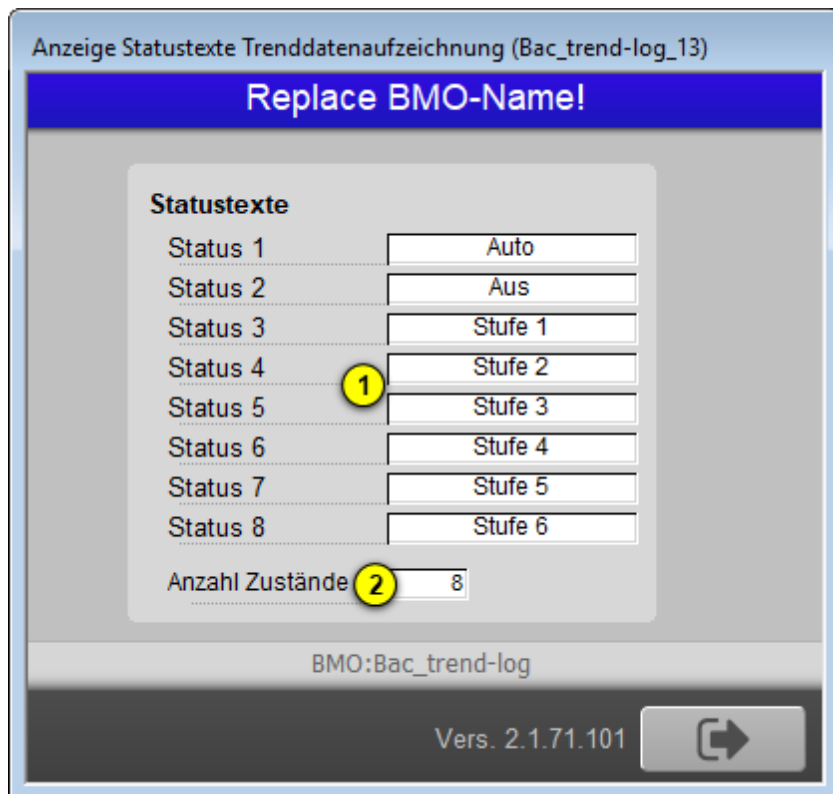 Anzeige Statustexte Trenddatenaufzeichnung (Bac_trend-log_13)
Replace BMO-Name!
Statustexte
Status 1 Auto
Status 2 Aus
Status 3 Stufe 1
Status 4 Stufe 2
1
Status 5 Stufe 3
Status 6 Stufe 4
Status 7 Stufe 5
Status 8 Stufe 6
Anzahl Zustände 2 8
BMO:Bac_trend-log
Vers. 2.1.71.101